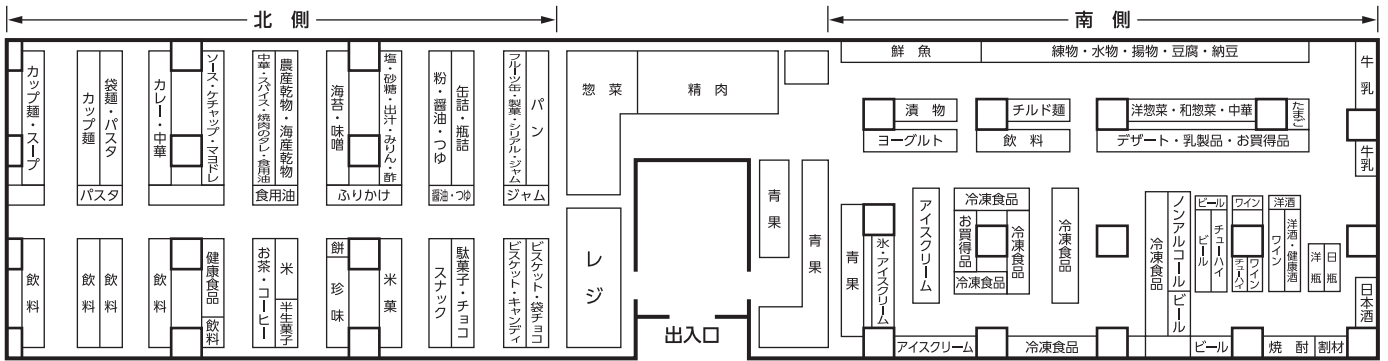 北側
南側
カップ麺・スープ
カップ麺
袋麺・パスタ
パスタ
カレー・中華
ソース・ケチャップ・マヨドレ
中華・スパイス・焼肉のタレ・食用油
農産乾物・海産乾物
食用油
海苔・味噌
塩・砂糖・出汁・みりん・酢
ふりかけ
粉・醤油・つゆ
缶詰・瓶詰
醤油・つゆ
フルーツ缶・製菓・シリアル・ジャム
パン
ジャム
惣菜
精肉
鮮魚
練物・水物・揚物・豆腐・納豆
牛乳
漬物
ヨーグルト
チルド麺
飲料
洋惣菜・和惣菜・中華
たまご
デザート・乳製品・お買得品
牛乳
飲料
飲料
飲料
飲料
健康食品
飲料
お茶・コーヒー
米
半生菓子
餅
珍味
米菓
スナック
駄菓子・チョコ
ビスケット・キャンディ
ビスケット・袋チョコ
レジ
出入口
青果
青果
青果
氷・アイスクリーム
アイスクリーム
冷凍食品
お買得品
冷凍食品
冷凍食品
冷凍食品
冷凍食品
ノンアルコール
ビール
ビール
ビール
チューハイ
ワイン
チューハイ
ワイン
洋酒
ワイン
洋酒・健康酒
洋瓶
日瓶
日本酒
アイスクリーム
冷凍食品
ビール
焼酎
割材